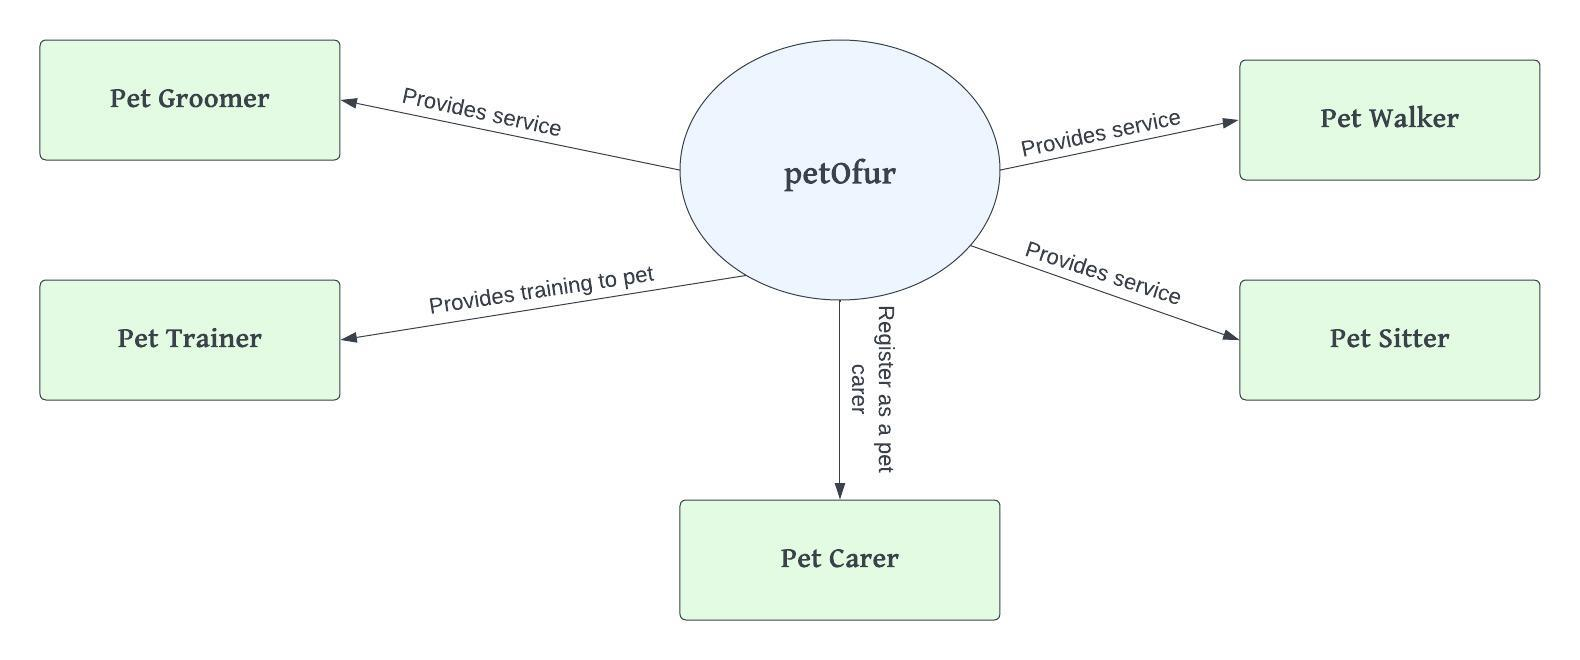 Pet Groomer
Provides service
petOfur
Provides service
Pet Walker
Pet Trainer
Provides training to pet
Provides service
Pet Sitter
Register as a pet
carer
Pet Carer